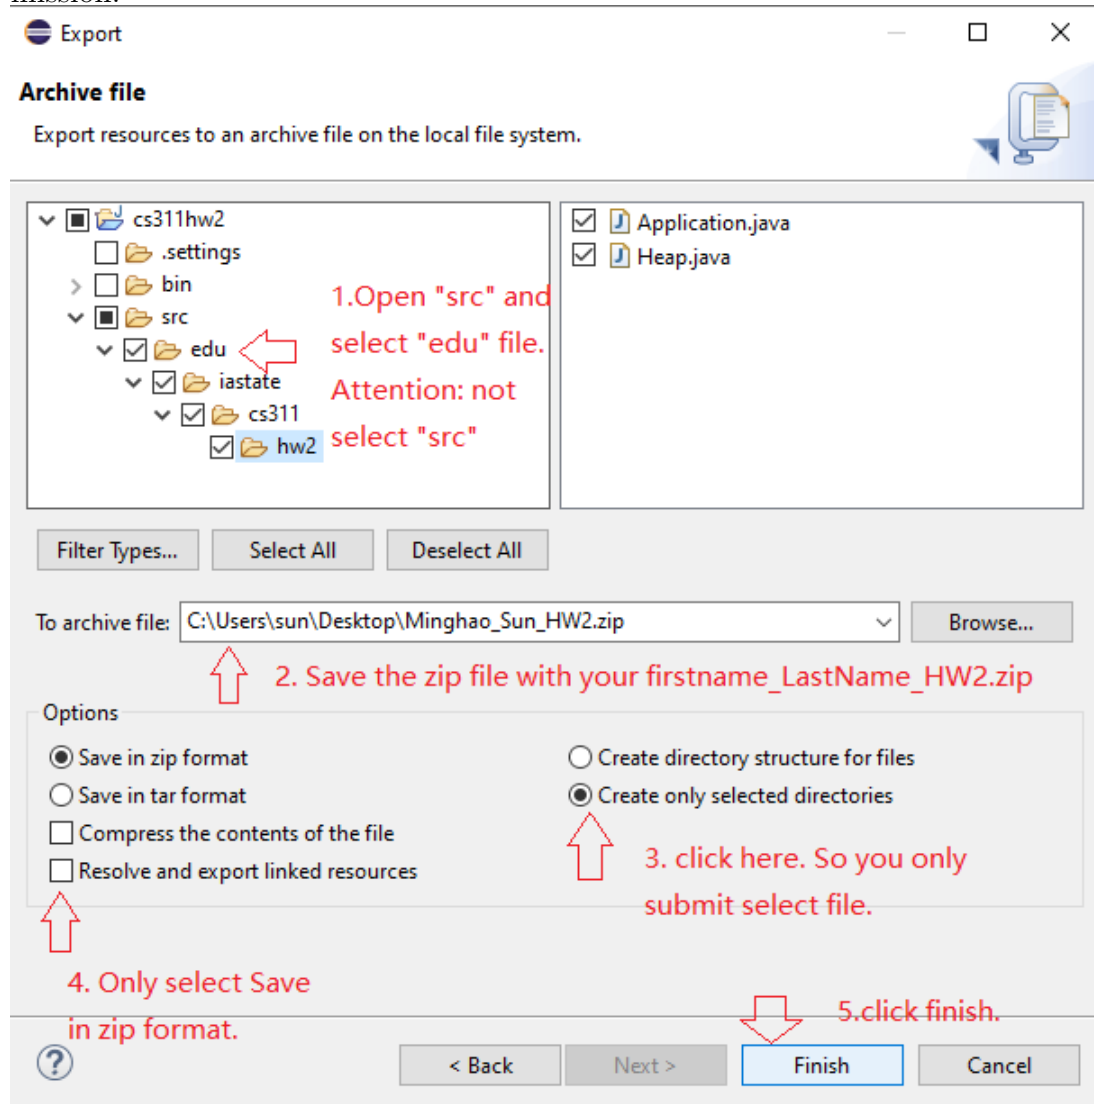 mission.
Export
Archive file
Export resources to an archive file on the local file system.
cs311hw2
.settings
bin
src
edu
iastate
cs311
hw2
1.Open "src" and
select "edu" file.
Attention: not
select "src"
Application.java
Heap.java
Filter Types...
Select All
Deselect All
To archive file:
C:\Users\sun\Desktop\Minghao_Sun_HW2.zip
Browse...
2. Save the zip file with your firstname_LastName_HW2.zip
Options
Save in zip format
Save in tar format
Compress the contents of the file
Resolve and export linked resources
Create directory structure for files
Create only selected directories
3. click here. So you only
submit select file.
4. Only select Save
in zip format.
5.click finish.
?
< Back
Next >
Finish
Cancel